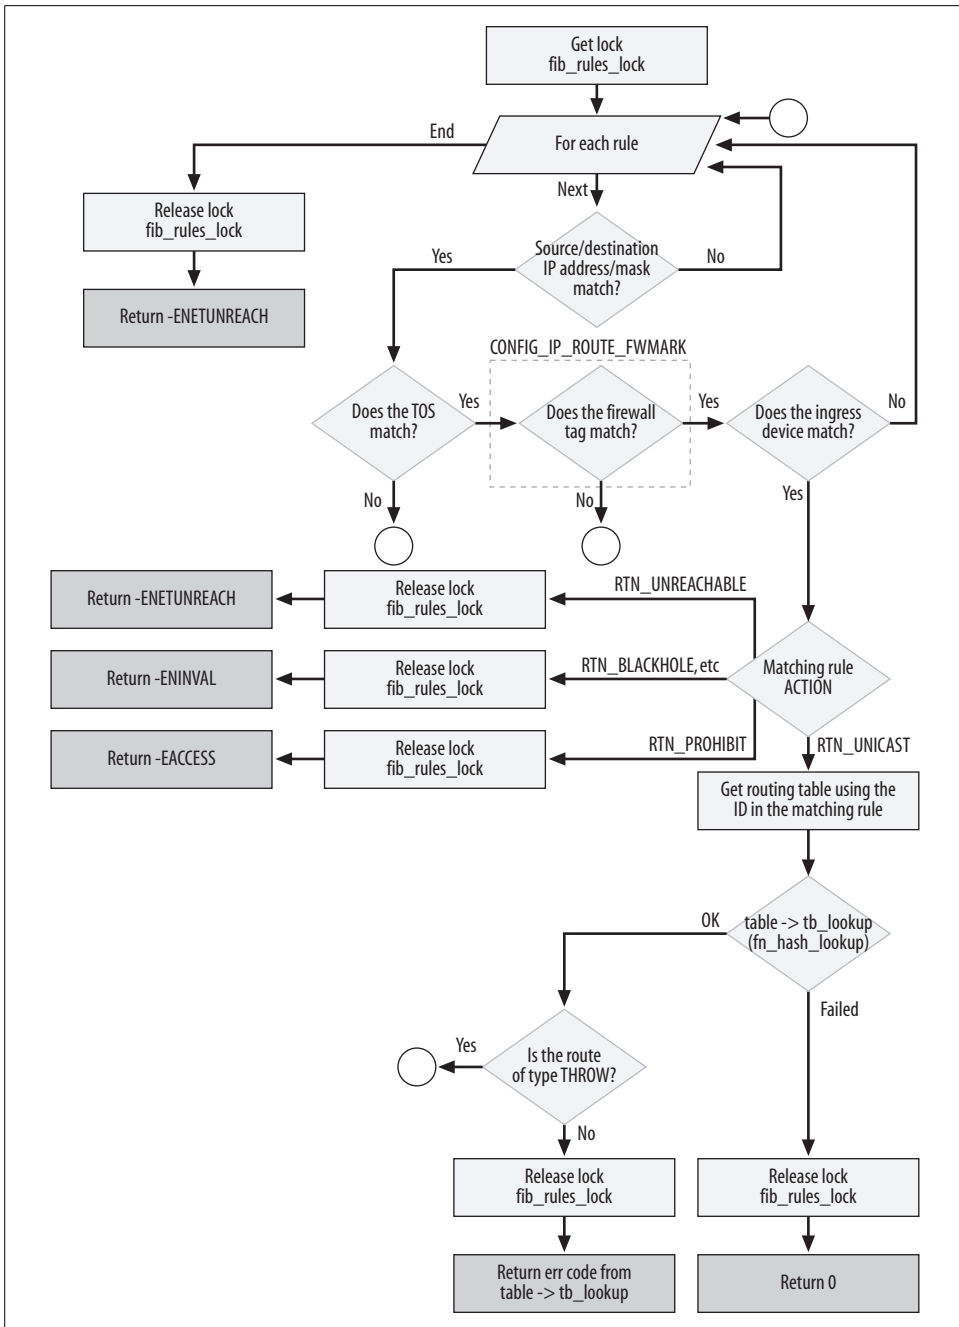 Get lock
fib_rules_lock
End
For each rule
Next
Release lock
fib_rules_lock
Source/destination
IP address/mask
match?
Yes
No
Return -ENETUNREACH
CONFIG_IP_ROUTE_FWMARK
Does the TOS
match?
Yes
Does the firewall
tag match?
Yes
Does the ingress
device match?
No
No
No
Yes
Return -ENETUNREACH
Release lock
fib_rules_lock
RTN_UNREACHABLE
Return -ENINVAL
Release lock
fib_rules_lock
RTN_BLACKHOLE, etc
Matching rule
ACTION
Return -EACCESS
Release lock
fib_rules_lock
RTN_PROHIBIT
RTN_UNICAST
Get routing table using the
ID in the matching rule
OK
table -> tb_lookup
(fn_hash_lookup)
Failed
Yes
Is the route
of type THROW?
No
Release lock
fib_rules_lock
Release lock
fib_rules_lock
Return err code from
table -> tb_lookup
Return 0